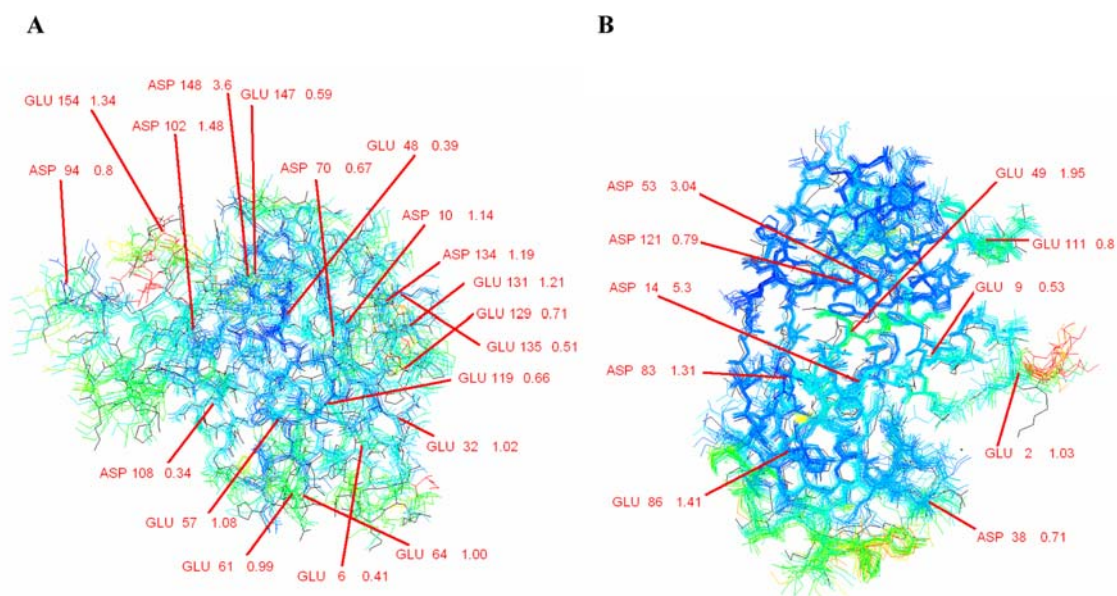 A
ASP 148 3.6
GLU 147 0.59
GLU 154 1.34
ASP 102 1.48
GLU 48 0.39
ASP 70 0.67
ASP 94 0.8
ASP 10 1.14
ASP 134 1.19
GLU 131 1.21
GLU 129 0.71
GLU 135 0.51
GLU 119 0.66
GLU 32 1.02
ASP 108 0.34
GLU 57 1.08
GLU 64 1.00
GLU 61 0.99
GLU 6 0.41
B
ASP 53 3.04
GLU 49 1.95
ASP 121 0.79
GLU 111 0.8
ASP 14 5.3
GLU 9 0.53
ASP 83 1.31
GLU 2 1.03
GLU 86 1.41
ASP 38 0.71